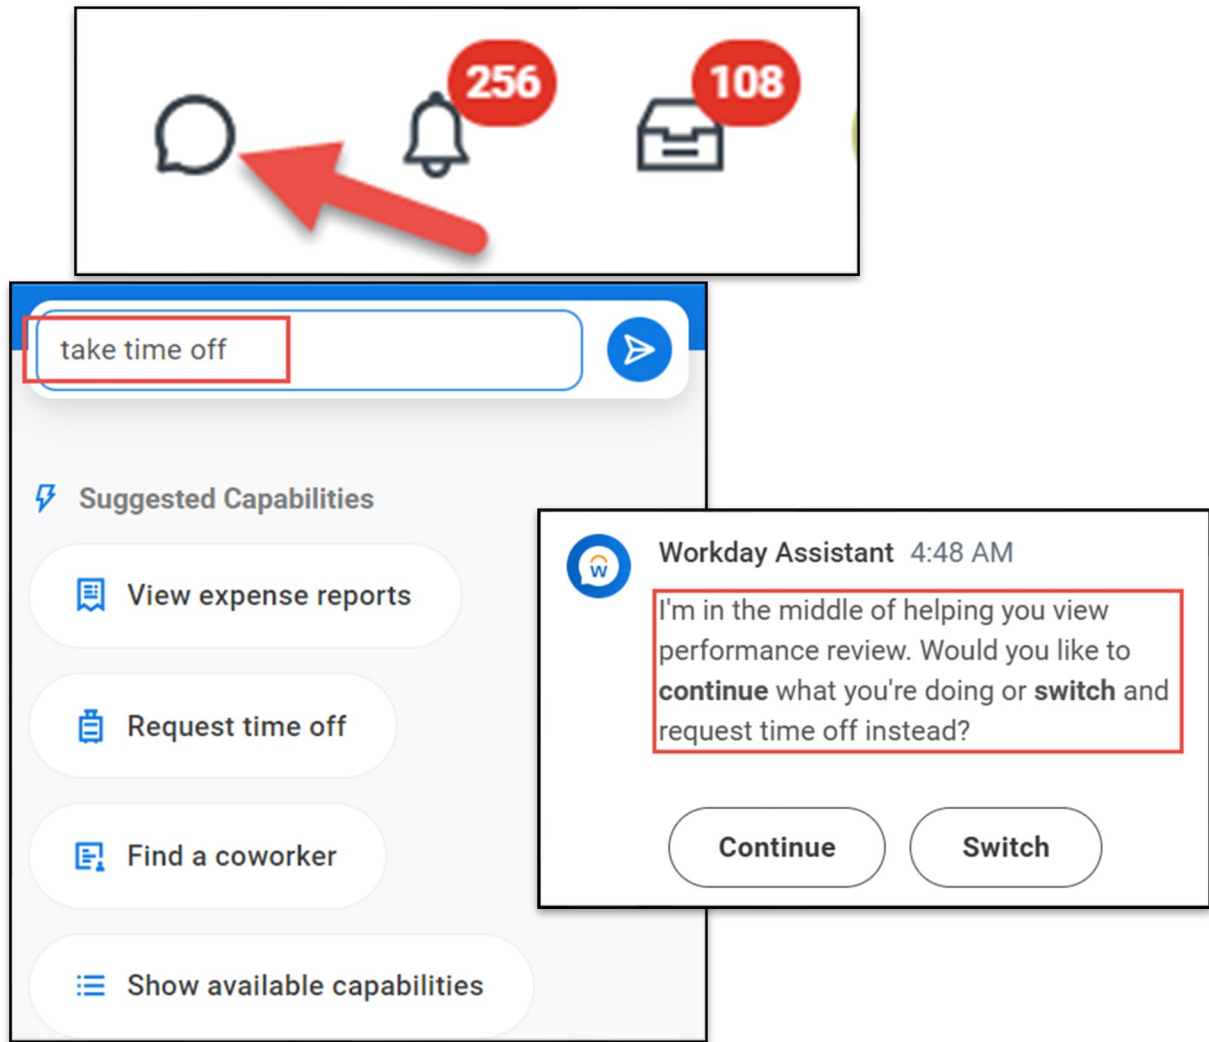 256
108
take time off
Suggested Capabilities
View expense reports
Request time off
Find a coworker
Show available capabilities
W
Workday Assistant 4:48 AM
I'm in the middle of helping you view
performance review. Would you like to
continue what you're doing or switch and
request time off instead?
Continue Switch